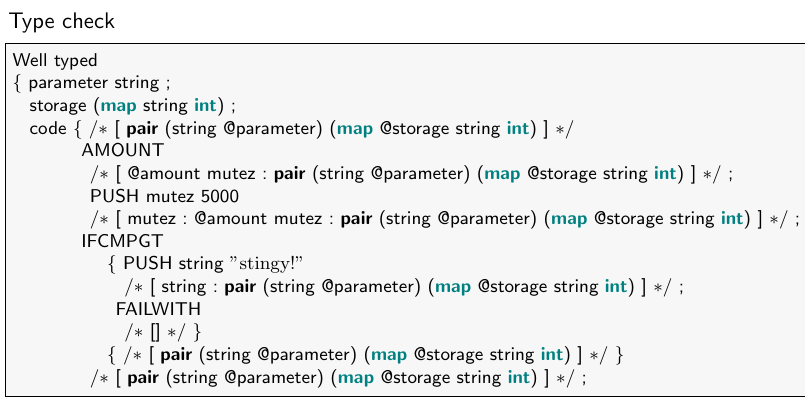 Type check
Well typed
{ parameter string ;
storage (map string int) ;
code { /* [ pair (string @parameter) (map @storage string int) ] */
AMOUNT
/* [ @amount mutez : pair (string @parameter) (map @storage string int) ] */ ;
PUSH mutez 5000
/* [ mutez : @amount mutez : pair (string @parameter) (map @storage string int) ] */ ;
IFCMPGT
{ PUSH string ”stingy!”
/* [ string : pair (string @parameter) (map @storage string int) ] */ ;
FAILWITH
/* [] */ }
{ /* [ pair (string @parameter) (map @storage string int) ] */ }
/* [ pair (string @parameter) (map @storage string int) ] */ ;